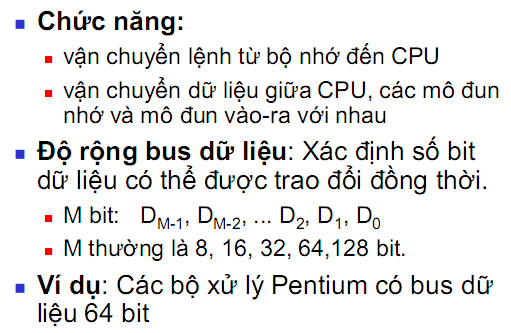 Chức năng:
vận chuyển lệnh từ bộ nhớ đến CPU
vận chuyển dữ liệu giữa CPU, các mô đun
nhớ và mô đun vào-ra với nhau
Độ rộng bus dữ liệu: Xác định số bit
dữ liệu có thể được trao đổi đồng thời.
M bit: D_{M-1}, D_{M-2}, ... D_2, D_1, D_0
M thường là 8, 16, 32, 64,128 bit.
Ví dụ: Các bộ xử lý Pentium có bus dữ
liệu 64 bit